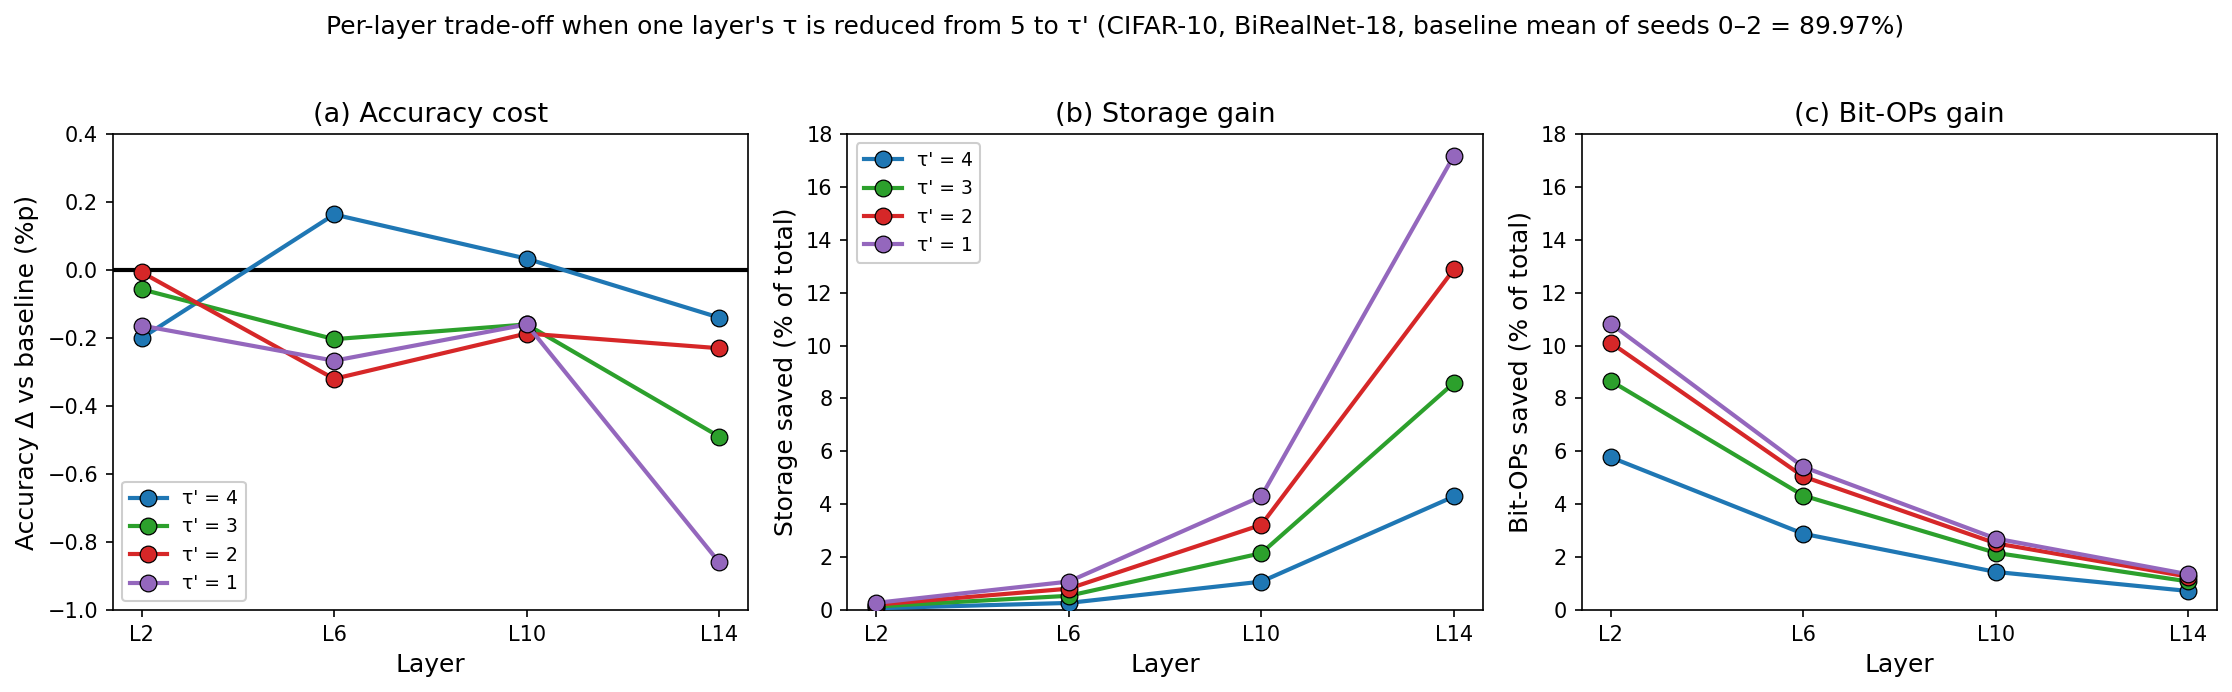 Per-layer trade-off when one layer's τ is reduced from 5 to τ' (CIFAR-10, BiRealNet-18, baseline mean of seeds 0–2 = 89.97%)
(a) Accuracy cost
Accuracy Δ vs baseline (%p)
0.4
0.2
0.0
−0.2
−0.4
−0.6
−0.8
−1.0
τ' = 4
τ' = 3
τ' = 2
τ' = 1
L2
L6
L10
L14
Layer
(b) Storage gain
Storage saved (% of total)
18
16
14
12
10
8
6
4
2
0
τ' = 4
τ' = 3
τ' = 2
τ' = 1
L2
L6
L10
L14
Layer
(c) Bit-OPs gain
Bit-OPs saved (% of total)
18
16
14
12
10
8
6
4
2
0
L2
L6
L10
L14
Layer